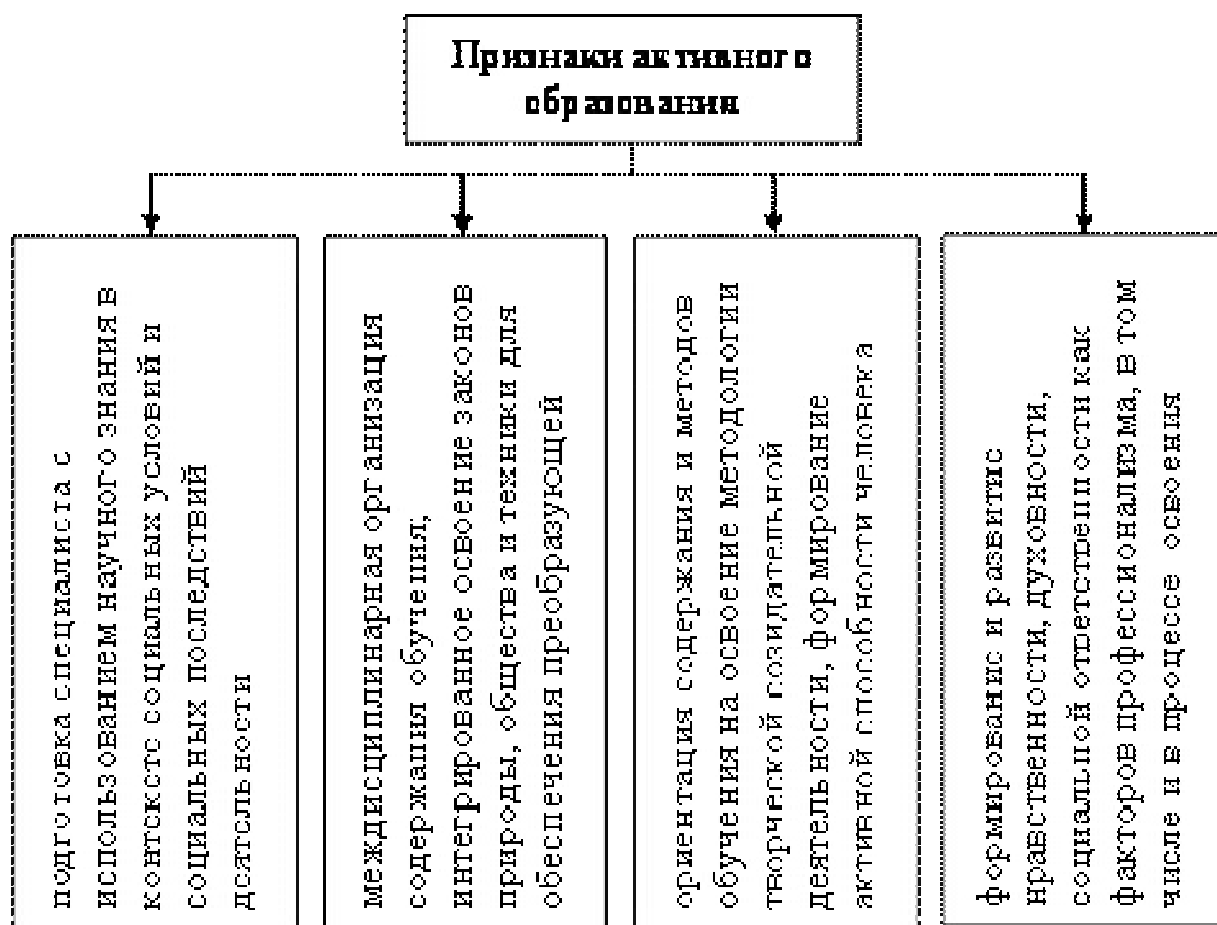 Признаки активного
образования
подготовка специалиста с
использованием научного знания в
контексте социальных условий и
социальных последствий
деятельности
междисциплинарная организация
содержания обучения,
интегрированное освоение законов
природы, общества и техники для
обеспечения преобразующей
ориентация содержания и методов
обучения на освоение методологии
творческой созидательной
деятельности, формирование
активной способности человека
формирование и развитие
нравственности, духовности,
социальной ответственности как
факторов профессионализма, в том
числе и в процессе освоения